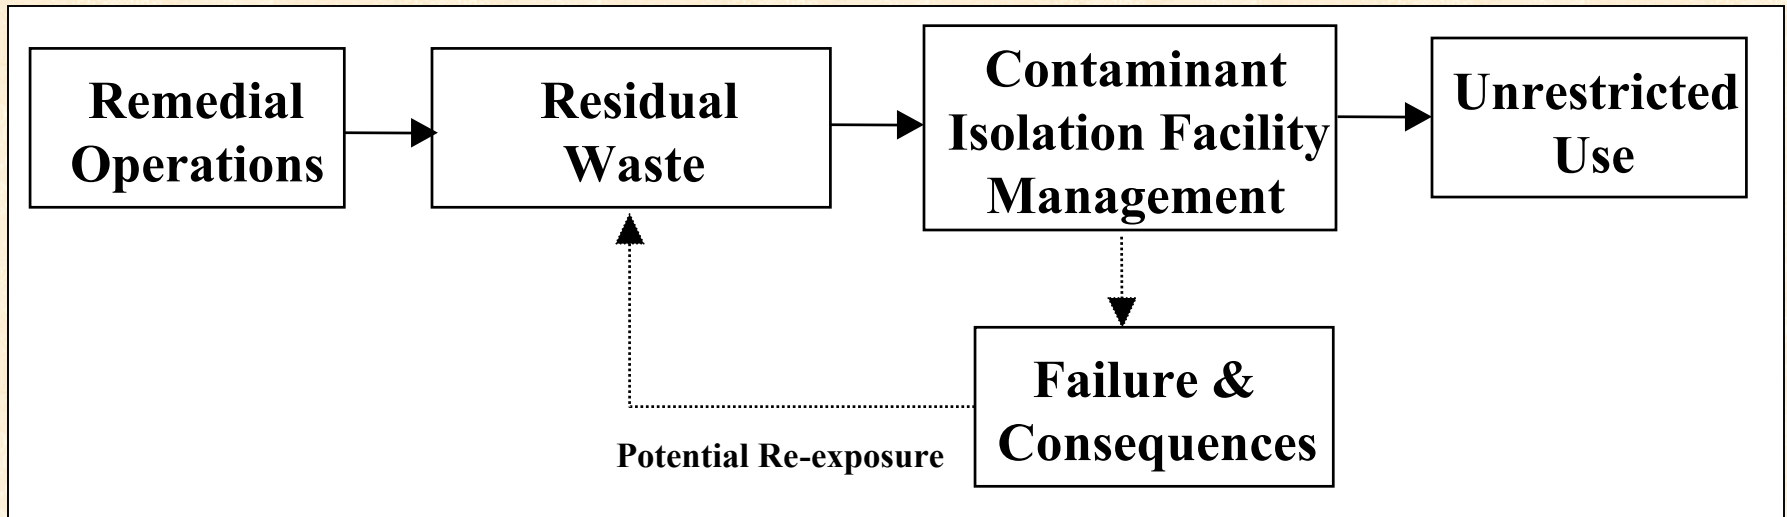 Remedial
Operations
Residual
Waste
Contaminant
Isolation Facility
Management
Unrestricted
Use
Failure &
Consequences
Potential Re-exposure